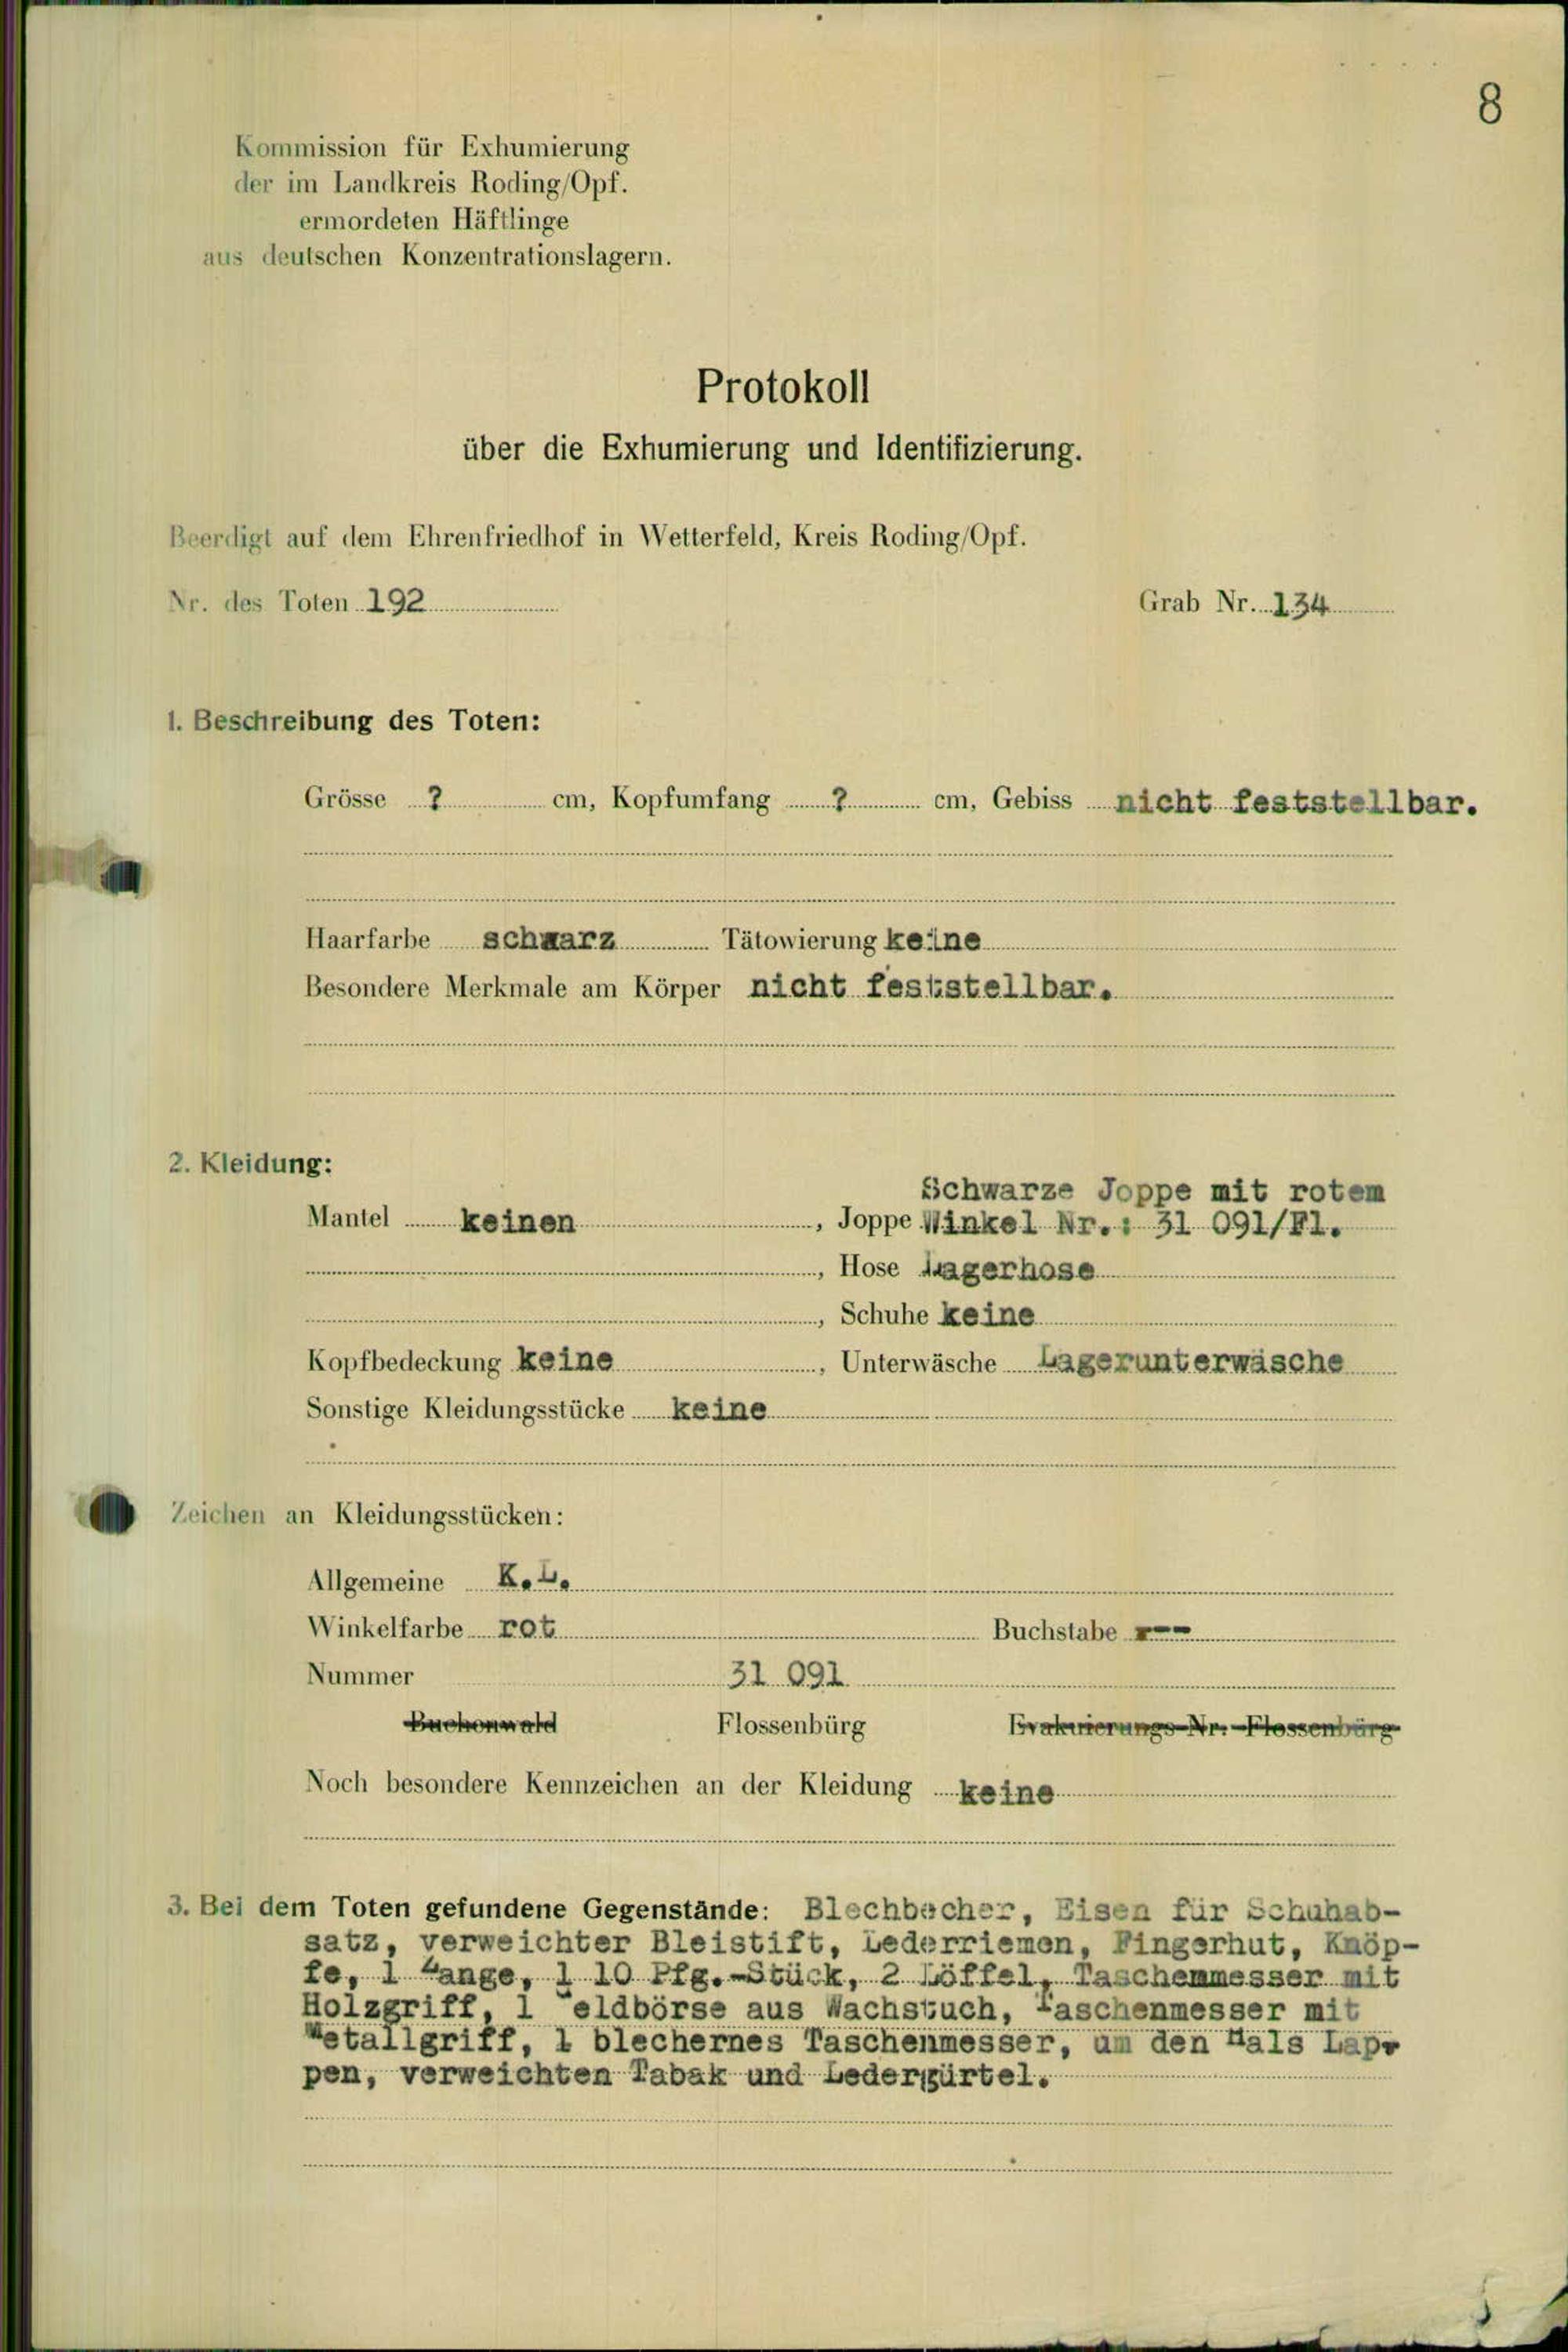 8
Kommission für Exhumierung
der im Landkreis Roding/Opf.
ermordeten Häftlinge
aus deutschen Konzentrationslagern.
Protokoll
über die Exhumierung und Identifizierung.
Beerdigt auf dem Ehrenfriedhof in Wetterfeld, Kreis Roding/Opf.
Nr. des Toten 192 Grab Nr. 134
1. Beschreibung des Toten:
Grösse ? cm, Kopfumfang ? cm, Gebiss nicht feststellbar.
Haarfarbe schwarz Tätowierung keine
Besondere Merkmale am Körper nicht feststellbar.
2. Kleidung:
Schwarze Joppe mit rotem
Mantel keinen, Joppe Winkel Nr.: 31 091/Fl.
, Hose Lagerhose
, Schuhe keine
Kopfbedeckung keine, Unterwäsche Lagerunterwäsche
Sonstige Kleidungsstücke keine
Zeichen an Kleidungsstücken:
Allgemeine K.L.
Winkelfarbe rot Buchstabe ---
Nummer 31 091
Buchenwald Flossenbürg Evakuierungs-Nr.-Flossenbürg
Noch besondere Kennzeichen an der Kleidung keine
3. Bei dem Toten gefundene Gegenstände: Blechbecher, Eisen für Schuhab-
satz, verweichter Bleistift, Lederriemen, Fingerhut, Knöp-
fe, 1 Zange, 1 10 Pfg.-Stück, 2 Löffel, Taschenmesser mit
Holzgriff, 1 Geldbörse aus Wachstuch, Taschenmesser mit
Metallgriff, 1 blechernes Taschenmesser, um den Hals Lap-
pen, verweichten Tabak und Ledergürtel.